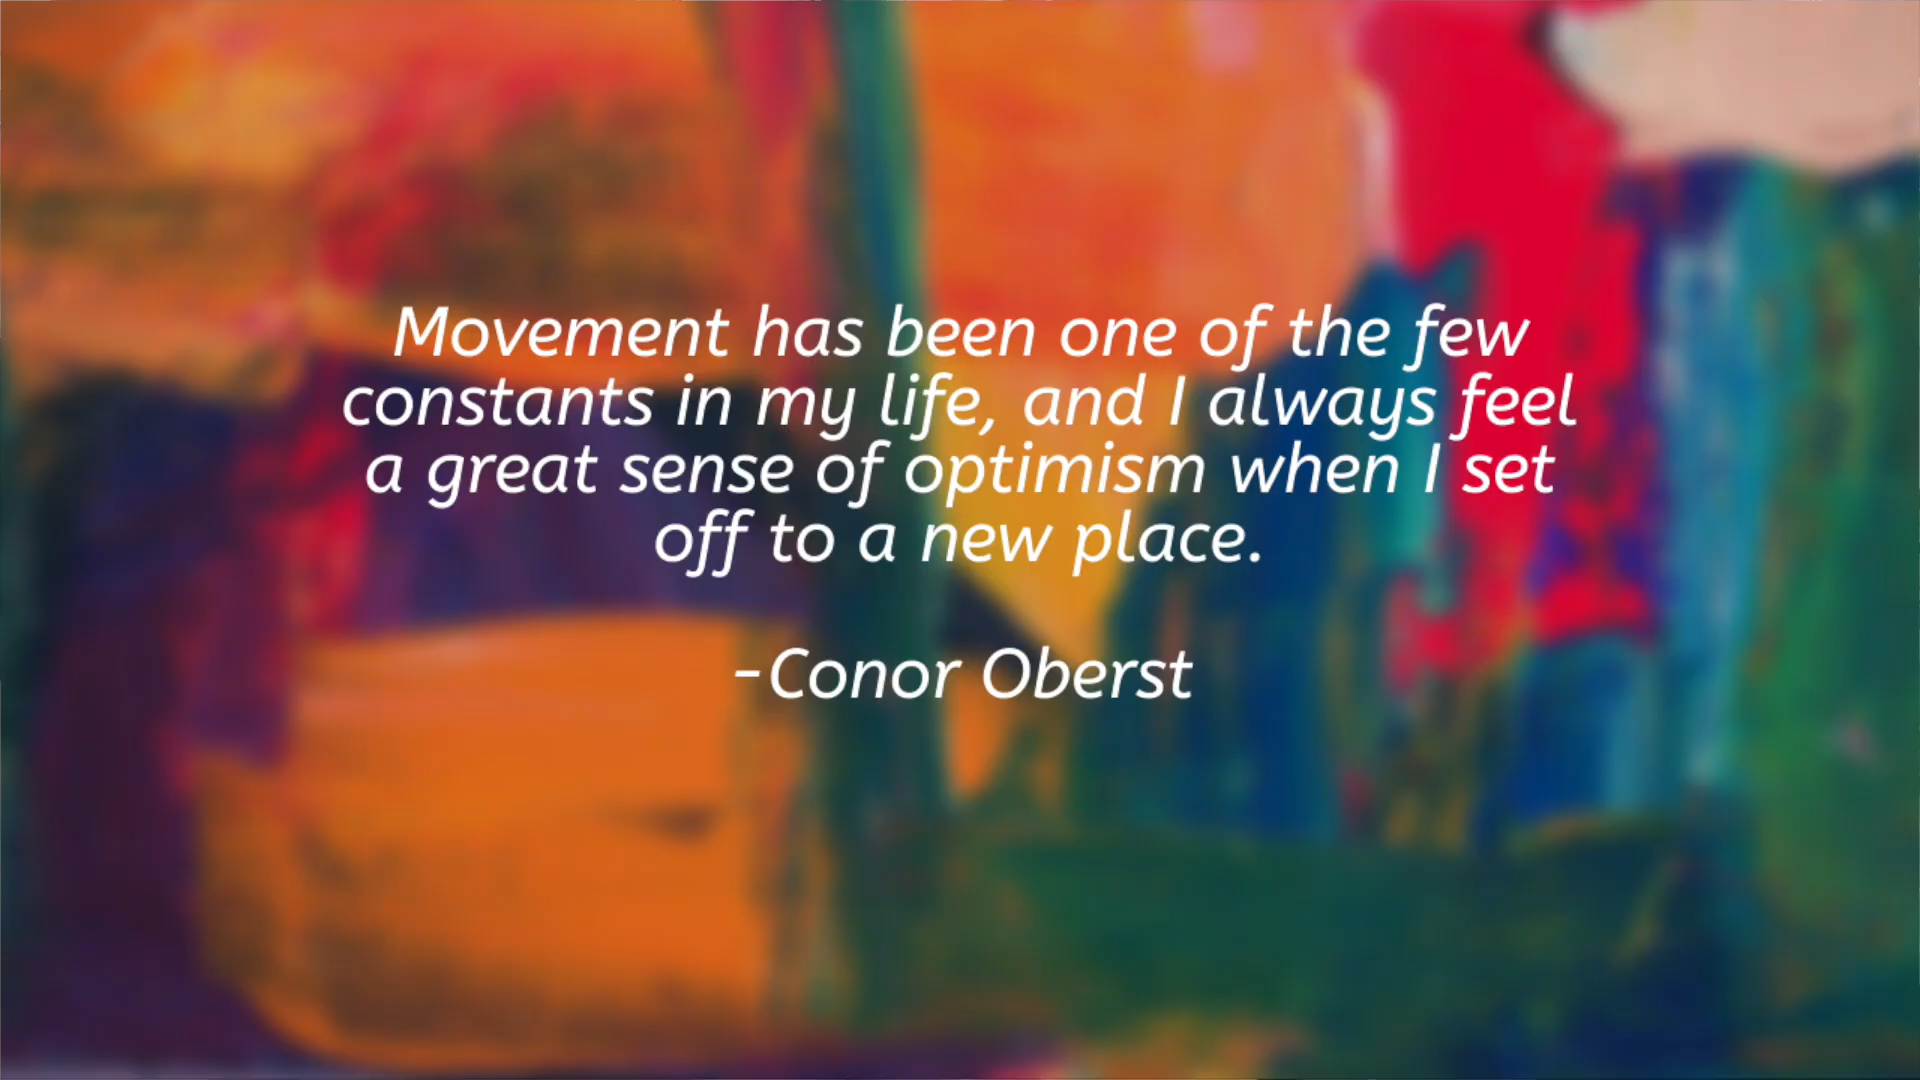 Movement has been one of the few
constants in my life, and I always feel
a great sense of optimism when I set
off to a new place.
-Conor Oberst